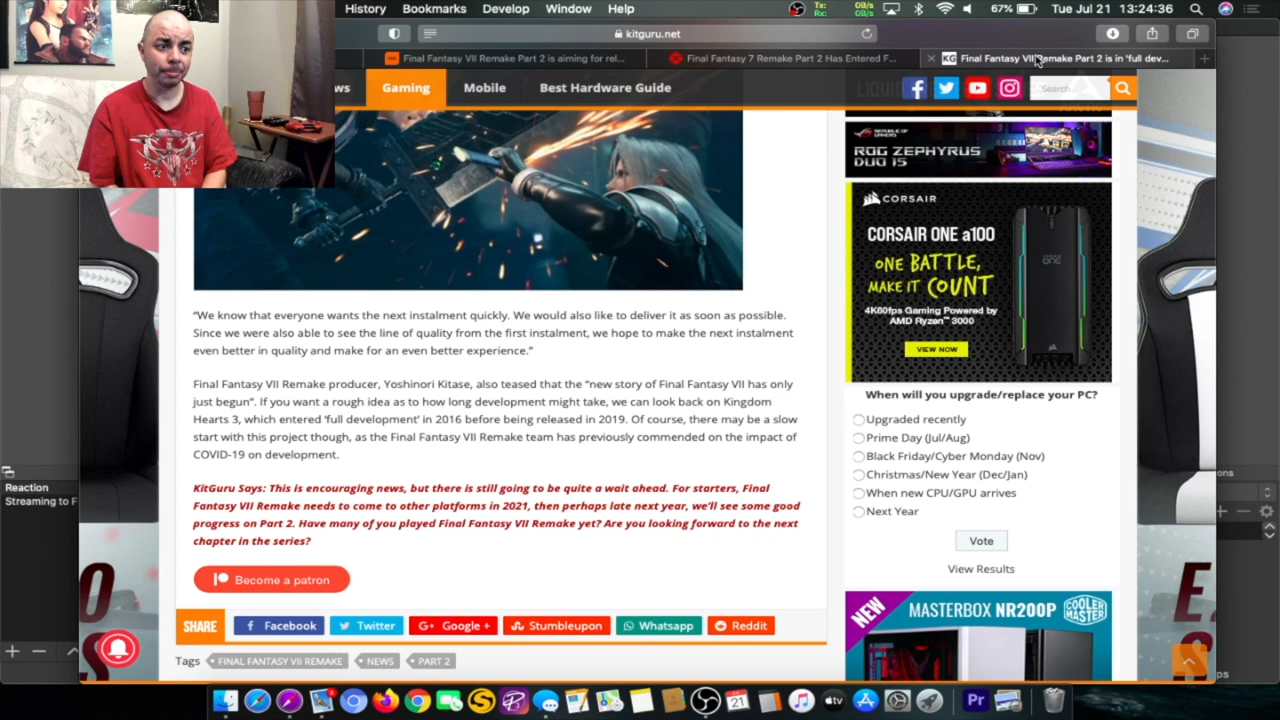 History Bookmarks Develop Window Help
Tx: 0B/s
Rx: 0B/s
67% Tue Jul 21 13:24:36
kitguru.net
Final Fantasy VII Remake Part 2 is aiming for rel...
Final Fantasy 7 Remake Part 2 Has Entered F...
KG Final Fantasy VII Remake Part 2 is in 'full dev...
ws Gaming Mobile Best Hardware Guide
Search
REPUBLIC OF GAMERS
ROG ZEPHYRUS
DUO 15
CORSAIR
CORSAIR ONE a100
ONE BATTLE,
MAKE IT COUNT
4K60fps Gaming Powered by
AMD Ryzen™ 3000
VIEW NOW
“We know that everyone wants the next instalment quickly. We would also like to deliver it as soon as possible.
Since we were also able to see the line of quality from the first instalment, we hope to make the next instalment
even better in quality and make for an even better experience.”
Final Fantasy VII Remake producer, Yoshinori Kitase, also teased that the “new story of Final Fantasy VII has only
just begun”. If you want a rough idea as to how long development might take, we can look back on Kingdom
Hearts 3, which entered ‘full development’ in 2016 before being released in 2019. Of course, there may be a slow
start with this project though, as the Final Fantasy VII Remake team has previously commended on the impact of
COVID-19 on development.
KitGuru Says: This is encouraging news, but there is still going to be quite a wait ahead. For starters, Final
Fantasy VII Remake needs to come to other platforms in 2021, then perhaps late next year, we’ll see some good
progress on Part 2. Have many of you played Final Fantasy VII Remake yet? Are you looking forward to the next
chapter in the series?
Become a patron
SHARE Facebook Twitter Google + Stumbleupon Whatsapp Reddit
Tags FINAL FANTASY VII REMAKE NEWS PART 2
When will you upgrade/replace your PC?
Upgraded recently
Prime Day (Jul/Aug)
Black Friday/Cyber Monday (Nov)
Christmas/New Year (Dec/Jan)
When new CPU/GPU arrives
Next Year
Vote
View Results
NEW
MASTERBOX NR200P
COOLER MASTER
Reaction
Streaming to F
ons
ps
21
tv
Pr